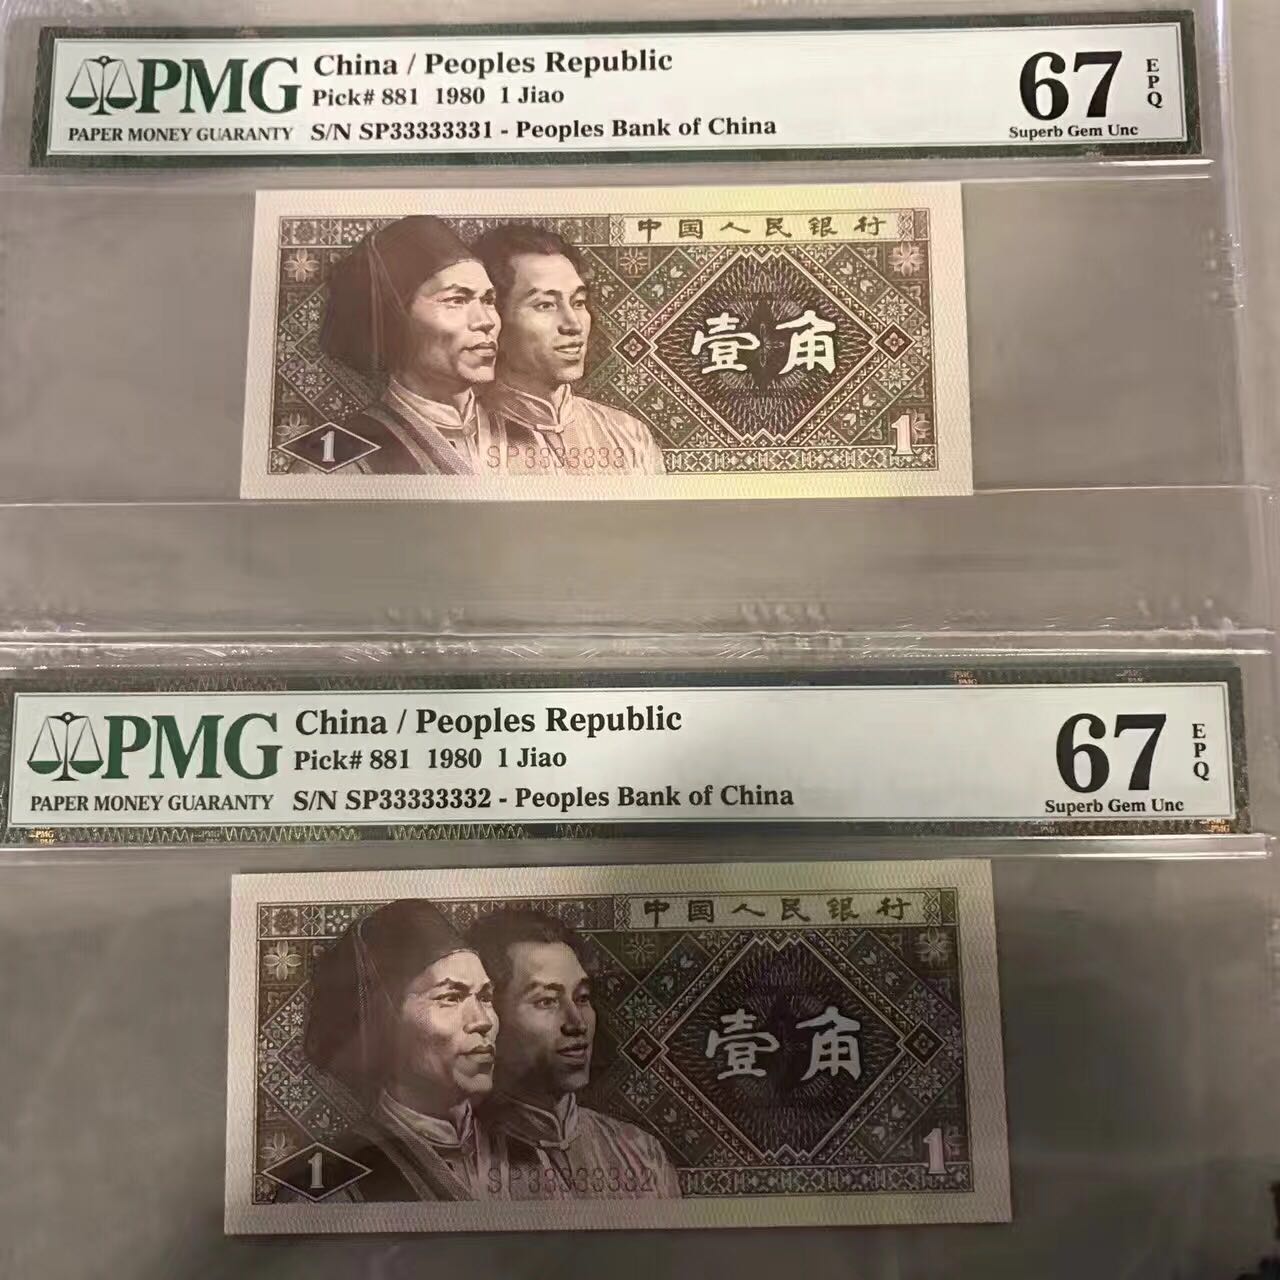 PMG
PAPER MONEY GUARANTY
China / Peoples Republic
Pick# 881 1980 1 Jiao
S/N SP33333331 - Peoples Bank of China
67
EPQ
Superb Gem Unc
中国人民银行
壹角
1
SP33333331
1
PMG
PAPER MONEY GUARANTY
China / Peoples Republic
Pick# 881 1980 1 Jiao
S/N SP33333332 - Peoples Bank of China
67
EPQ
Superb Gem Unc
中国人民银行
壹角
1
SP33333332
1